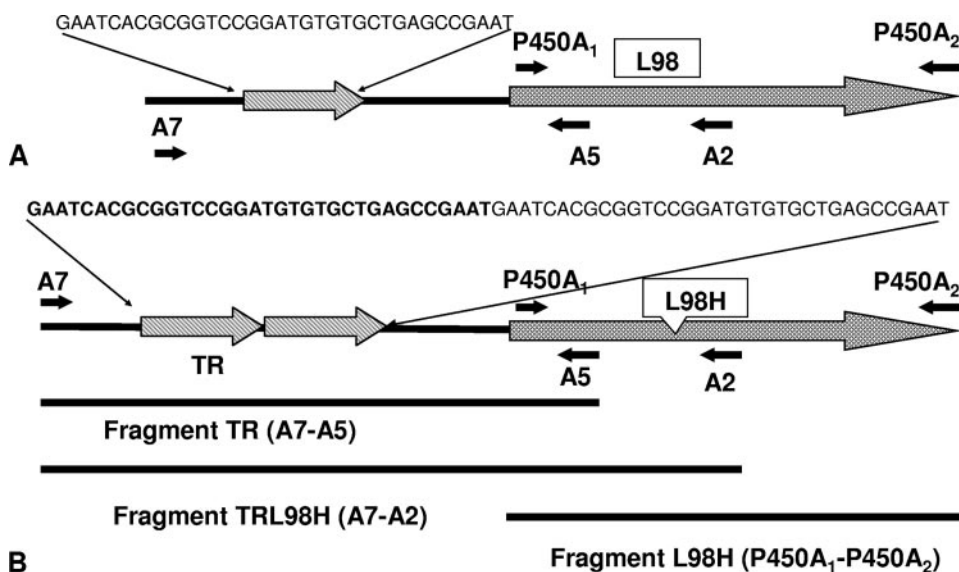 GAATCACGCGGTCCGGATGTGTGCTGAGCCGAAT
P450A₁
L98
P450A₂
A7
A5
A2
A
GAATCACGCGGTCCGGATGTGTGCTGAGCCGAATGAATCACGCGGTCCGGATGTGTGCTGAGCCGAAT
A7
P450A₁
L98H
P450A₂
TR
A5
A2
Fragment TR (A7-A5)
Fragment TRL98H (A7-A2)
Fragment L98H (P450A₁-P450A₂)
B